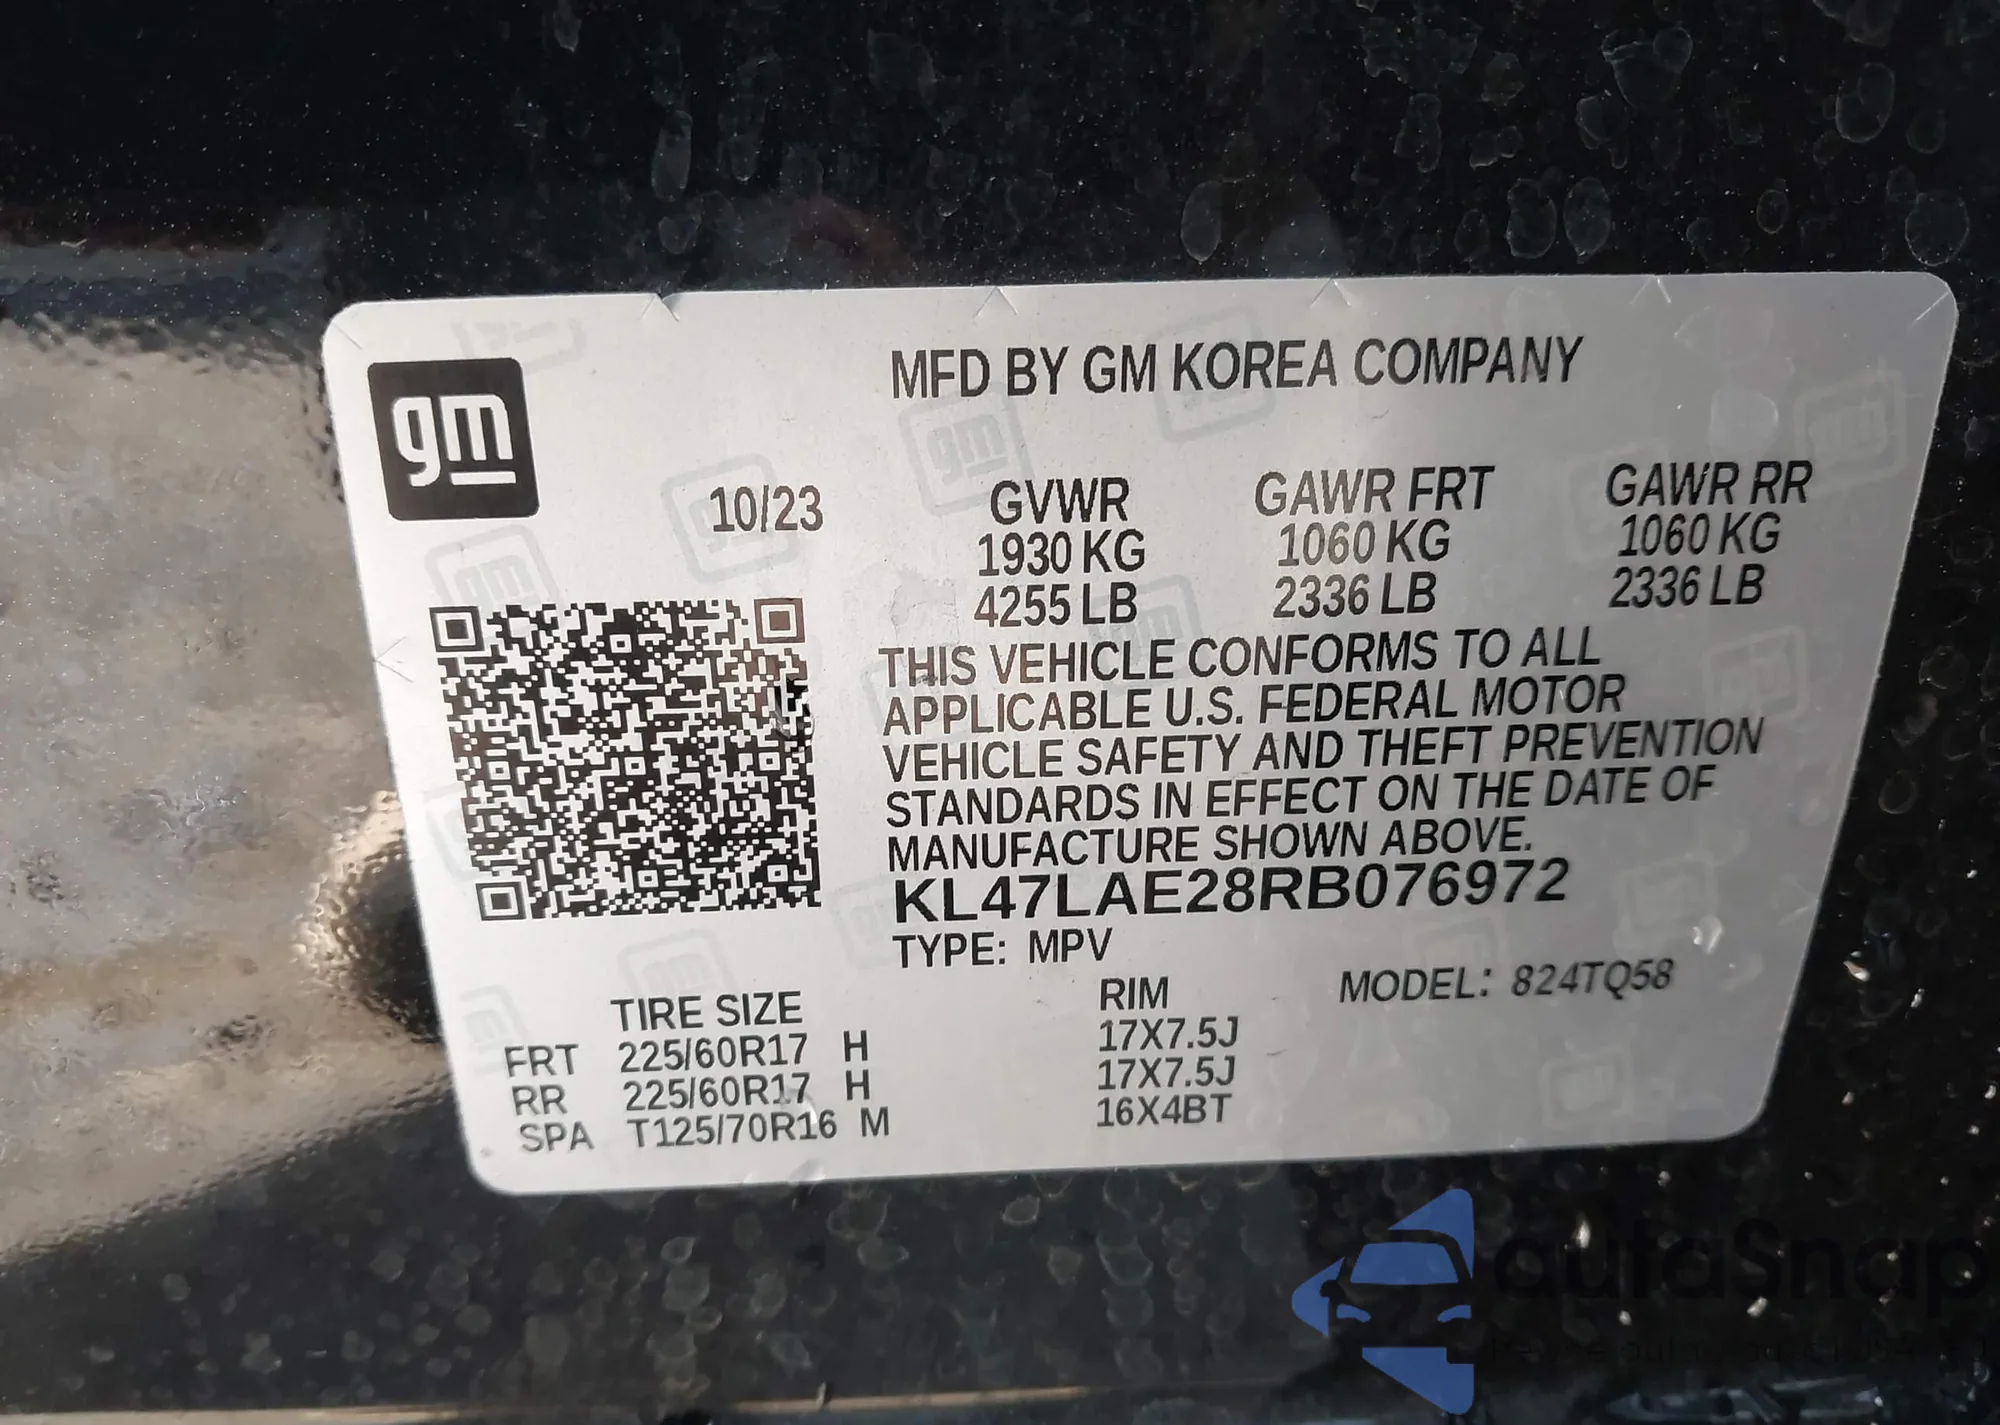 gm
MFD BY GM KOREA COMPANY
10/23
GVWR GAWR FRT GAWR RR
1930 KG 1060 KG 1060 KG
4255 LB 2336 LB 2336 LB
THIS VEHICLE CONFORMS TO ALL
APPLICABLE U.S. FEDERAL MOTOR
VEHICLE SAFETY AND THEFT PREVENTION
STANDARDS IN EFFECT ON THE DATE OF
MANUFACTURE SHOWN ABOVE.
KL47LAE28RB076972
TYPE: MPV
MODEL: 824TQ58
TIRE SIZE RIM
FRT 225/60R17 H 17X7.5J
RR 225/60R17 H 17X7.5J
SPA T125/70R16 M 16X4BT
autoSnap